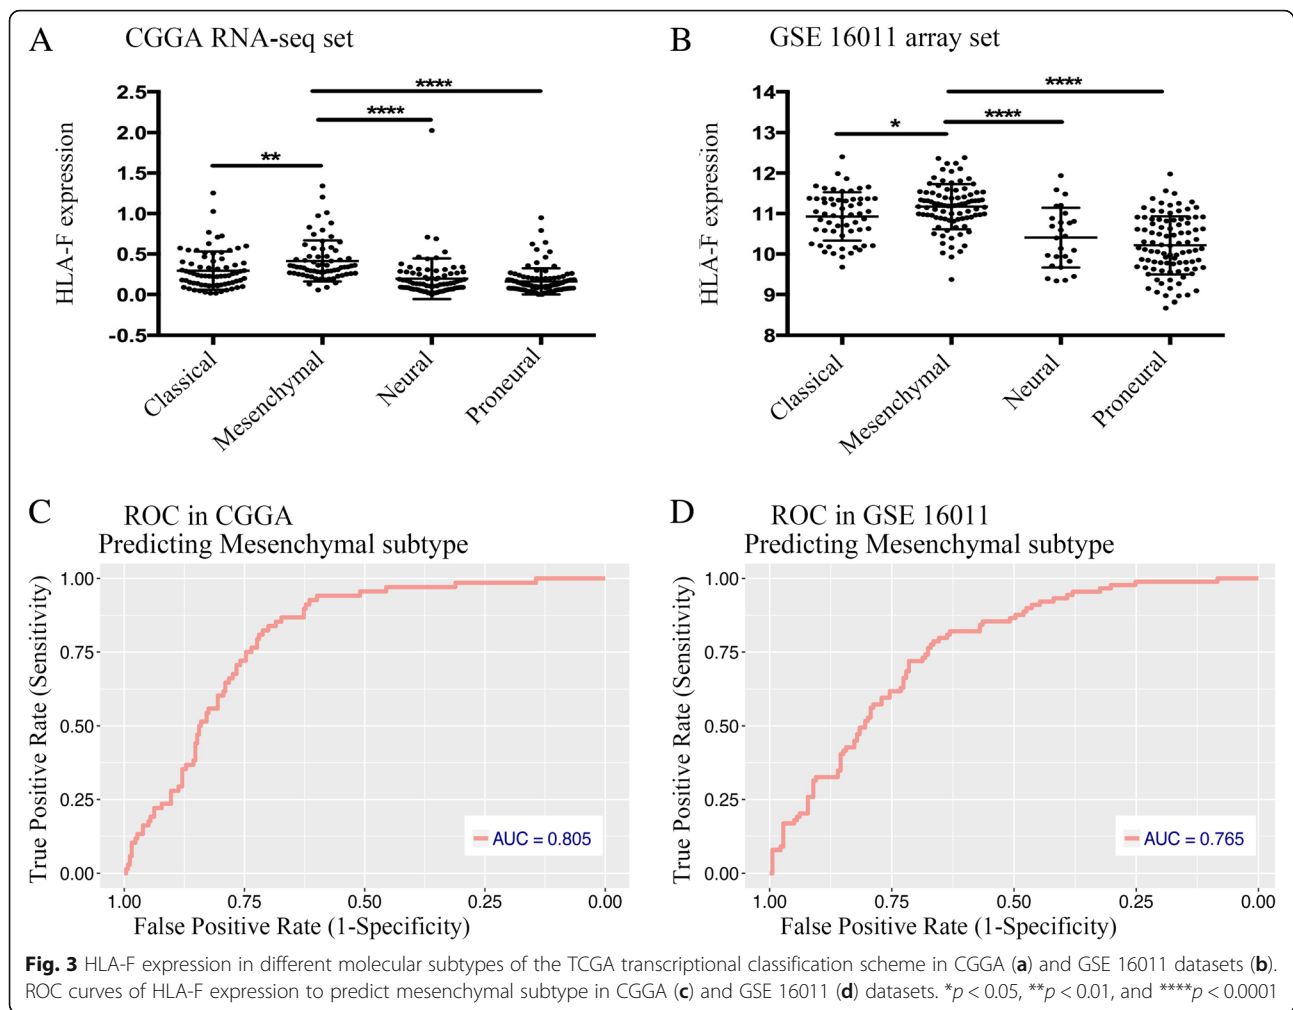 A CGGA RNA-seq set
****
****
**
HLA-F expression
2.5
2.0
1.5
1.0
0.5
0.0
-0.5
Classical
Mesenchymal
Neural
Proneural
B GSE 16011 array set
****
****
*
HLA-F expression
14
13
12
11
10
9
8
Classical
Mesenchymal
Neural
Proneural
C ROC in CGGA
Predicting Mesenchymal subtype
True Positive Rate (Sensitivity)
1.00
0.75
0.50
0.25
0.00
AUC = 0.805
1.00 0.75 0.50 0.25 0.00
False Positive Rate (1-Specificity)
D ROC in GSE 16011
Predicting Mesenchymal subtype
True Positive Rate (Sensitivity)
1.00
0.75
0.50
0.25
0.00
AUC = 0.765
1.00 0.75 0.50 0.25 0.00
False Positive Rate (1-Specificity)
Fig. 3 HLA-F expression in different molecular subtypes of the TCGA transcriptional classification scheme in CGGA (a) and GSE 16011 datasets (b).
ROC curves of HLA-F expression to predict mesenchymal subtype in CGGA (c) and GSE 16011 (d) datasets. *p < 0.05, **p < 0.01, and ****p < 0.0001